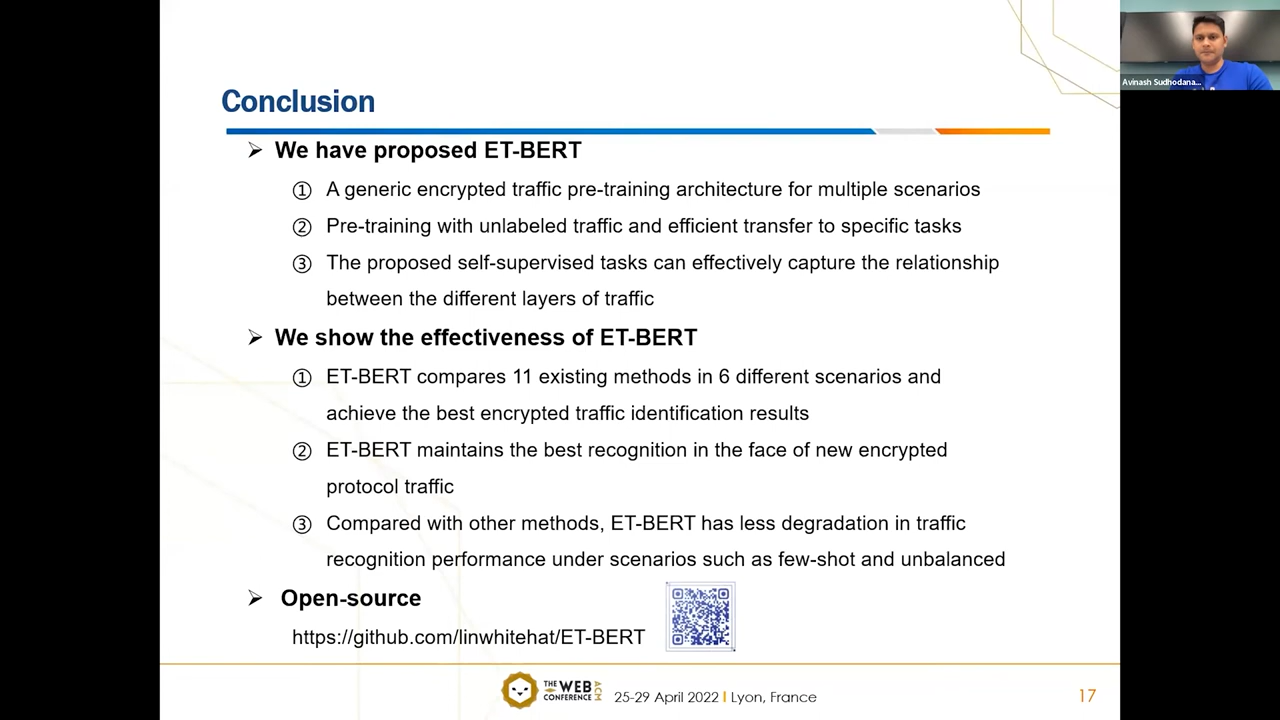 Avinash Sudhodana...
Conclusion
➢ We have proposed ET-BERT
① A generic encrypted traffic pre-training architecture for multiple scenarios
② Pre-training with unlabeled traffic and efficient transfer to specific tasks
③ The proposed self-supervised tasks can effectively capture the relationship
between the different layers of traffic
➢ We show the effectiveness of ET-BERT
① ET-BERT compares 11 existing methods in 6 different scenarios and
achieve the best encrypted traffic identification results
② ET-BERT maintains the best recognition in the face of new encrypted
protocol traffic
③ Compared with other methods, ET-BERT has less degradation in traffic
recognition performance under scenarios such as few-shot and unbalanced
➢ Open-source
https://github.com/linwhitehat/ET-BERT
THE WEB
CONFERENCE
ACM
25-29 April 2022 | Lyon, France
17